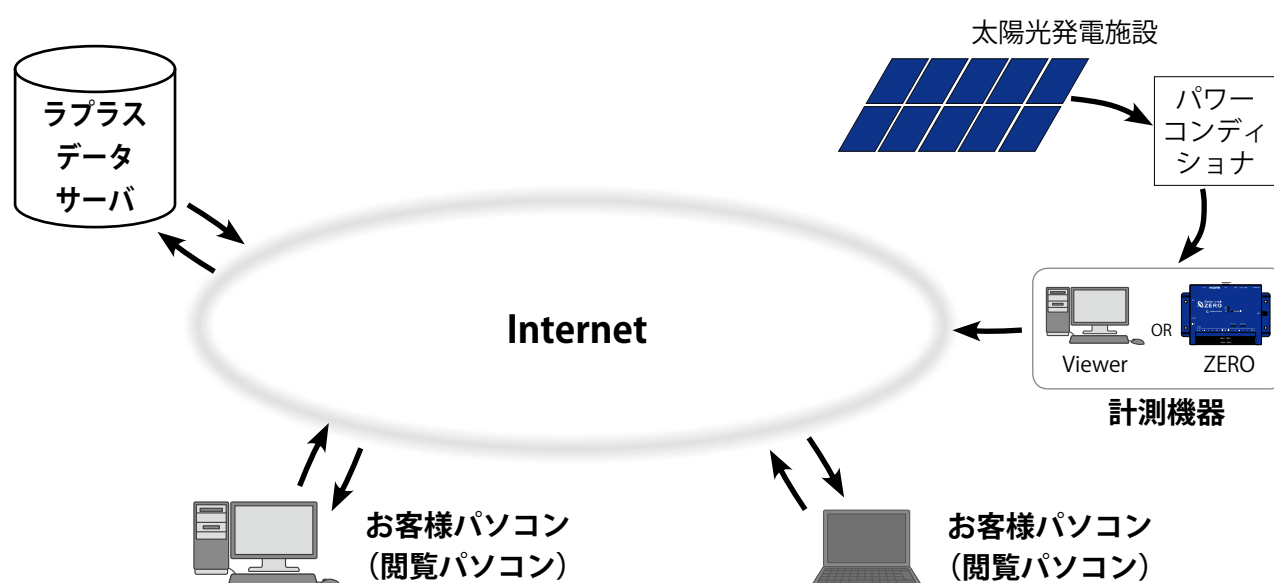 太陽光発電施設
ラプラス
データ
サーバ
パワー
コンディ
ショナ
Internet
OR
Viewer
ZERO
計測機器
お客様パソコン
（閲覧パソコン）
お客様パソコン
（閲覧パソコン）